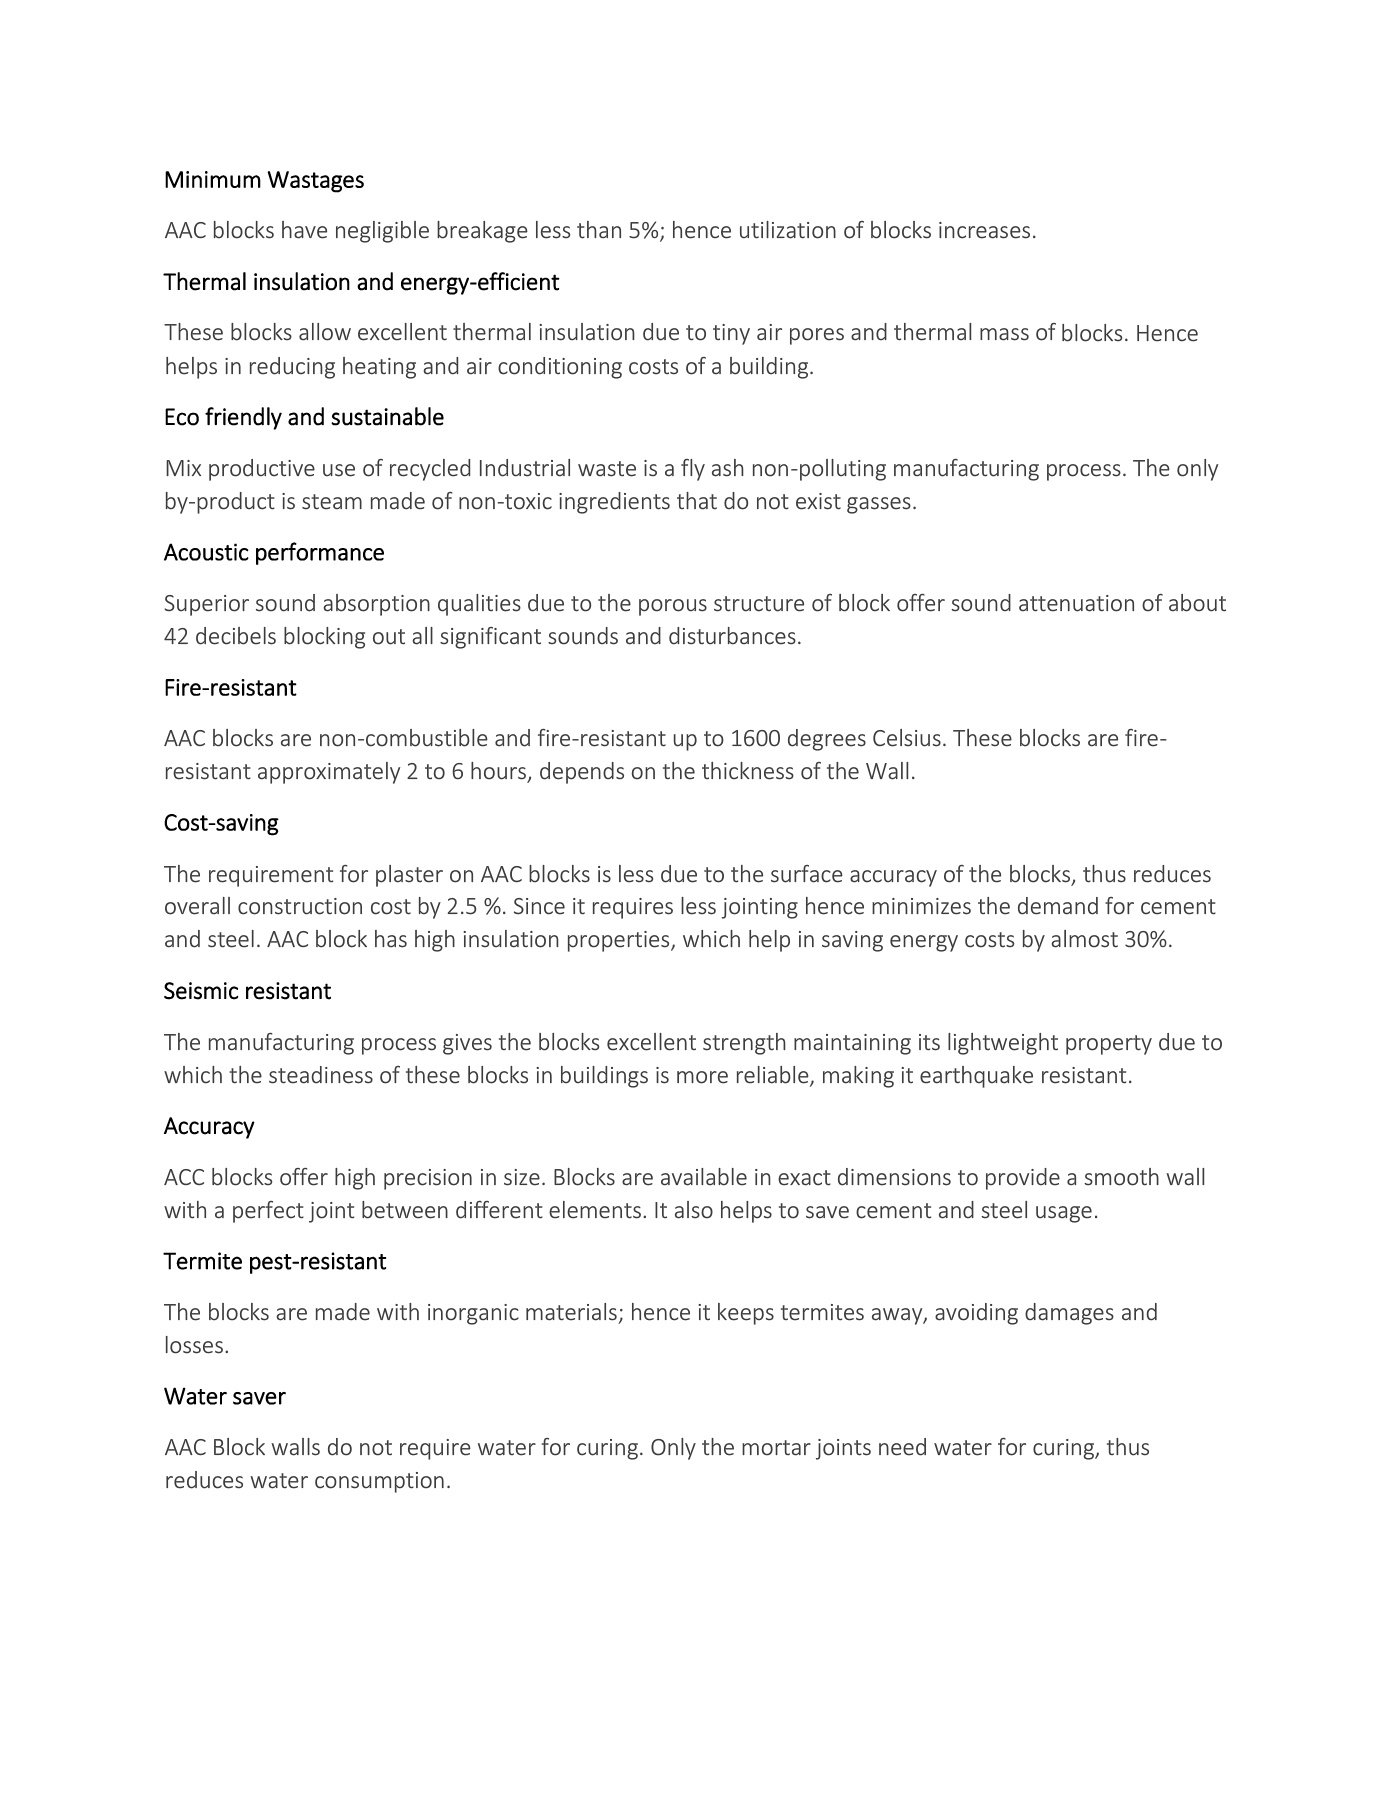 Minimum Wastages
AAC blocks have negligible breakage less than 5%; hence utilization of blocks increases.
Thermal insulation and energy-efficient
These blocks allow excellent thermal insulation due to tiny air pores and thermal mass of blocks. Hence
helps in reducing heating and air conditioning costs of a building.
Eco friendly and sustainable
Mix productive use of recycled Industrial waste is a fly ash non-polluting manufacturing process. The only
by-product is steam made of non-toxic ingredients that do not exist gasses.
Acoustic performance
Superior sound absorption qualities due to the porous structure of block offer sound attenuation of about
42 decibels blocking out all significant sounds and disturbances.
Fire-resistant
AAC blocks are non-combustible and fire-resistant up to 1600 degrees Celsius. These blocks are fire-
resistant approximately 2 to 6 hours, depends on the thickness of the Wall.
Cost-saving
The requirement for plaster on AAC blocks is less due to the surface accuracy of the blocks, thus reduces
overall construction cost by 2.5 %. Since it requires less jointing hence minimizes the demand for cement
and steel. AAC block has high insulation properties, which help in saving energy costs by almost 30%.
Seismic resistant
The manufacturing process gives the blocks excellent strength maintaining its lightweight property due to
which the steadiness of these blocks in buildings is more reliable, making it earthquake resistant.
Accuracy
ACC blocks offer high precision in size. Blocks are available in exact dimensions to provide a smooth wall
with a perfect joint between different elements. It also helps to save cement and steel usage.
Termite pest-resistant
The blocks are made with inorganic materials; hence it keeps termites away, avoiding damages and
losses.
Water saver
AAC Block walls do not require water for curing. Only the mortar joints need water for curing, thus
reduces water consumption.